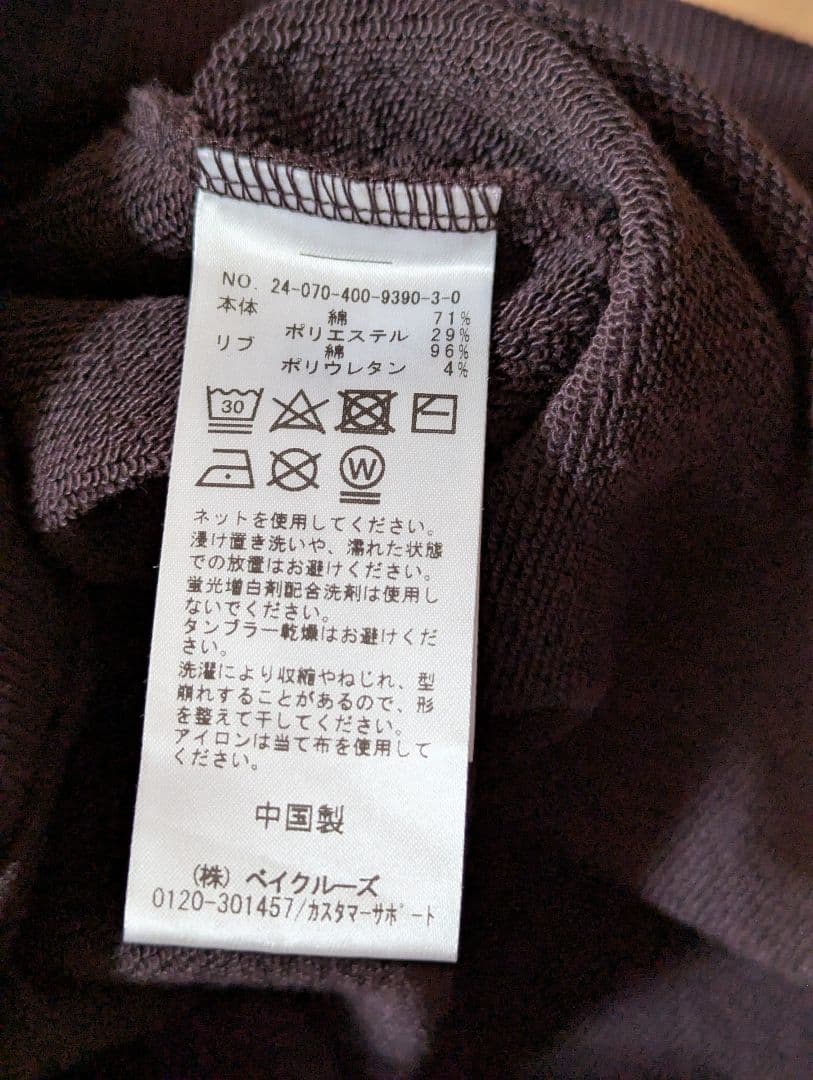 NO. 24-070-400-9390-3-0
本体 綿 71%
ポリエステル 29%
リブ 綿 96%
ポリウレタン 4%
30
W
ネットを使用してください。
浸け置き洗いや、濡れた状態
での放置はお避けください。
蛍光増白剤配合洗剤は使用し
ないでください。
タンブラー乾燥はお避けくだ
さい。
洗濯により収縮やねじれ、型
崩れすることがあるので、形
を整えて干してください。
アイロンは当て布を使用して
ください。
中国製
(株) ベイクルーズ
0120-301457/カスタマーサポート